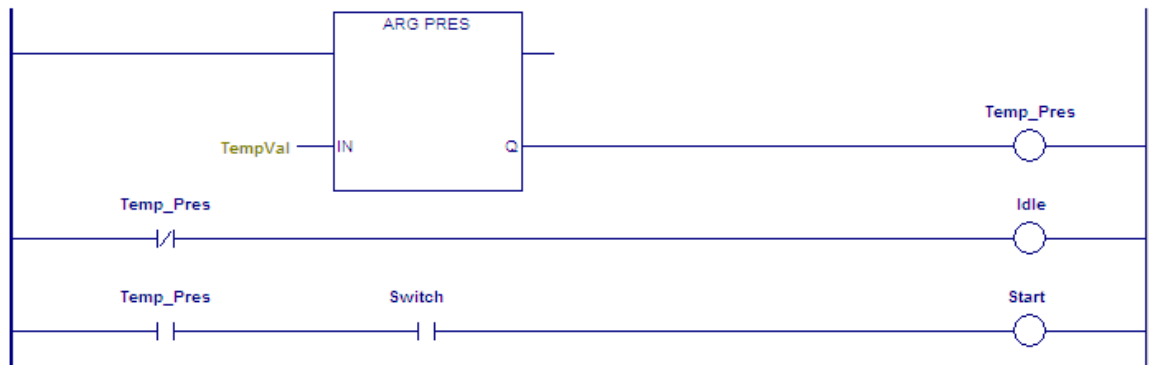 ARG PRES
Temp_Pres
TempVal IN Q
Temp_Pres Idle
Temp_Pres Switch Start